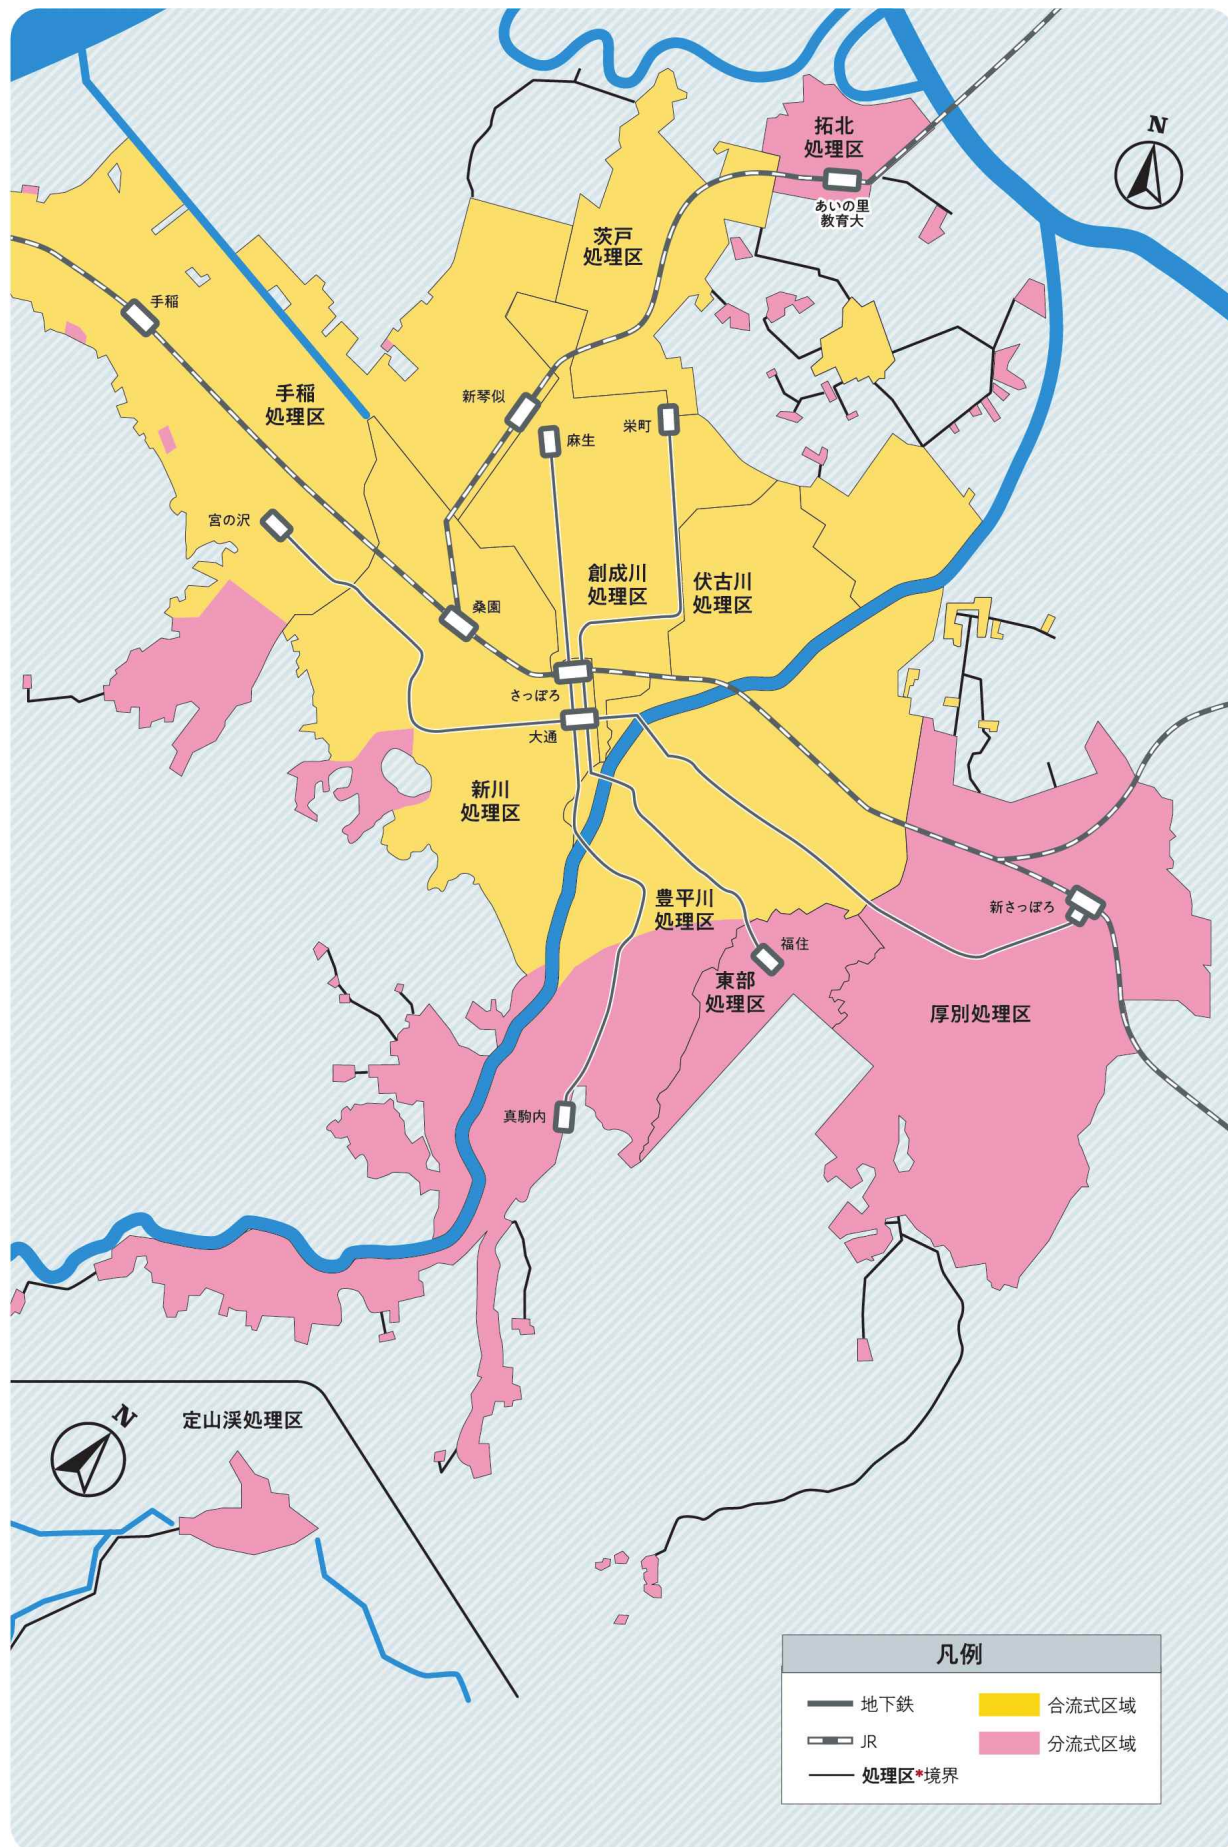 拓北
処理区
N
あいの里
教育大
茨戸
処理区
手稲
手稲
処理区
新琴似
麻生
栄町
宮の沢
創成川
処理区
伏古川
処理区
桑園
さっぽろ
大通
新川
処理区
豊平川
処理区
新さっぽろ
福住
東部
処理区
厚別処理区
真駒内
N
定山渓処理区
凡例
地下鉄
合流式区域
JR
分流式区域
処理区*境界